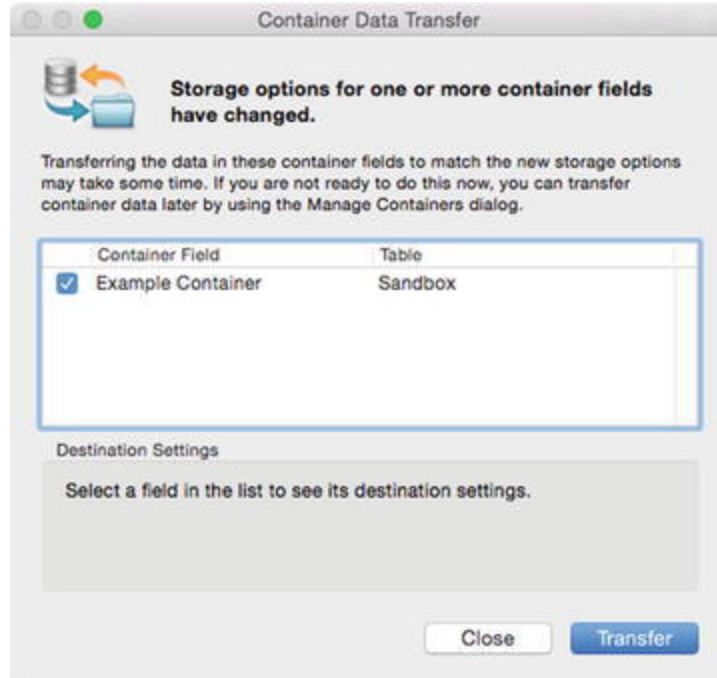 Container Data Transfer
Storage options for one or more container fields
have changed.
Transferring the data in these container fields to match the new storage options
may take some time. If you are not ready to do this now, you can transfer
container data later by using the Manage Containers dialog.
Container Field Table
Example Container Sandbox
Destination Settings
Select a field in the list to see its destination settings.
Close Transfer